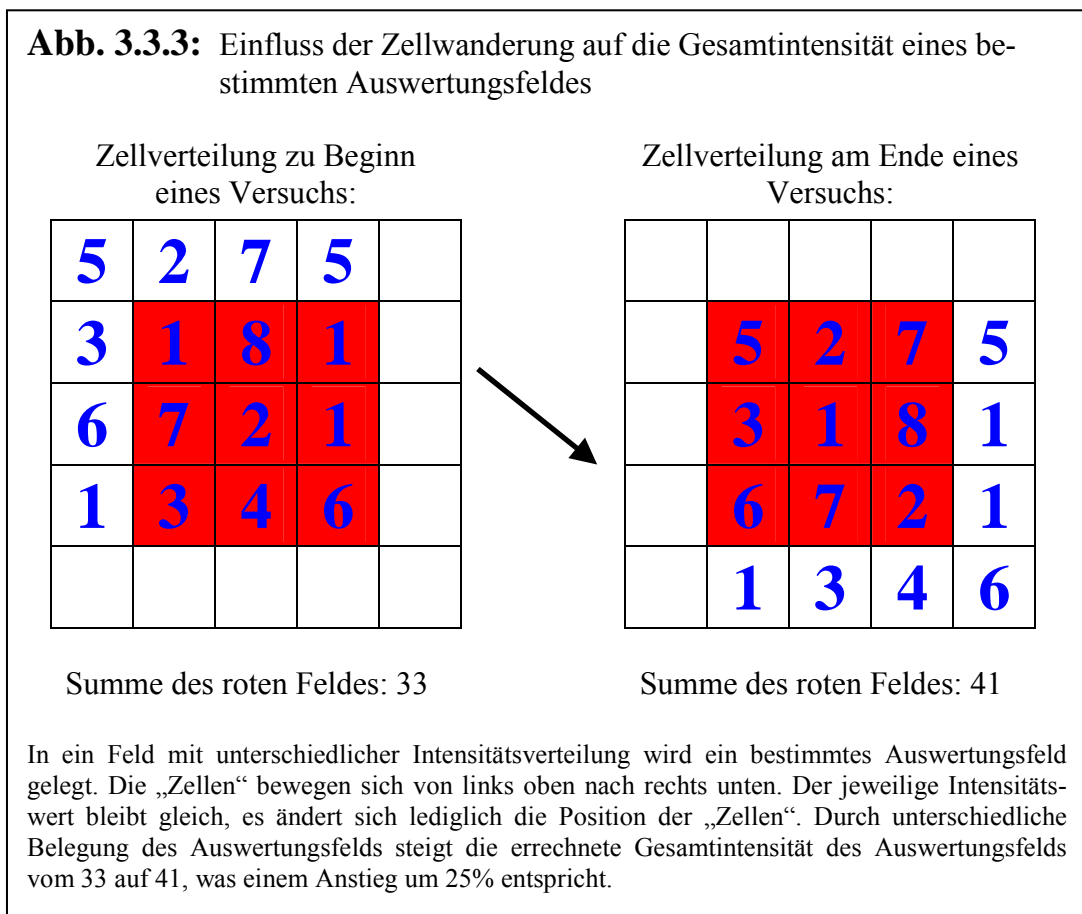 Abb. 3.3.3: Einfluss der Zellwanderung auf die Gesamtintensität eines be-
stimmten Auswertungsfeldes
Zellverteilung zu Beginn
eines Versuchs:
5 2 7 5
3 1 8 1
6 7 2 1
1 3 4 6
Summe des roten Feldes: 33
Zellverteilung am Ende eines
Versuchs:
5 2 7 5
3 1 8 1
6 7 2 1
1 3 4 6
Summe des roten Feldes: 41
In ein Feld mit unterschiedlicher Intensitätsverteilung wird ein bestimmtes Auswertungsfeld
gelegt. Die „Zellen“ bewegen sich von links oben nach rechts unten. Der jeweilige Intensitäts-
wert bleibt gleich, es ändert sich lediglich die Position der „Zellen“. Durch unterschiedliche
Belegung des Auswertungsfelds steigt die errechnete Gesamtintensität des Auswertungsfelds
vom 33 auf 41, was einem Anstieg um 25% entspricht.